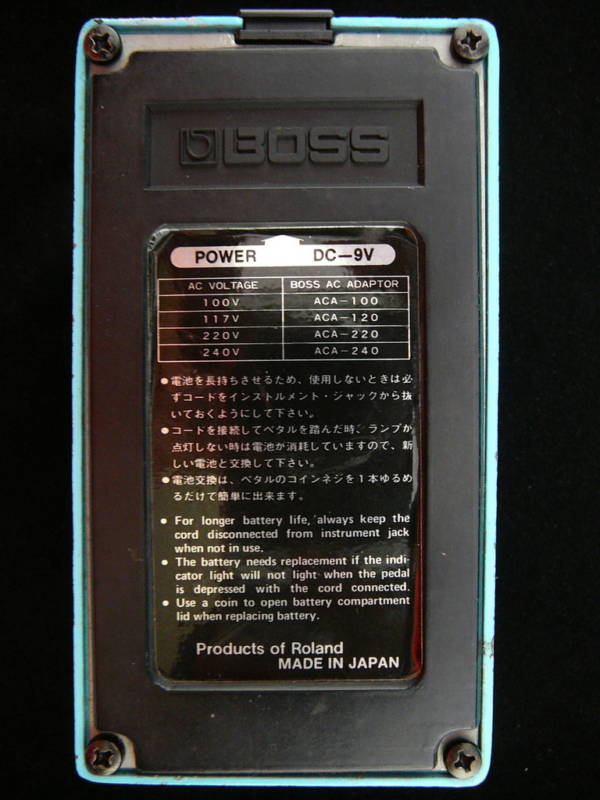 BOSS
POWER DC-9V
AC VOLTAGE BOSS AC ADAPTOR
100V ACA-100
117V ACA-120
220V ACA-220
240V ACA-240
●電池を長持ちさせるため、使用しないときは必
ずコードをインストルメント・ジャックから抜
いておくようにして下さい。
●コードを接続してペタルを踏んだ時、ランプが
点灯しない時は電池が消耗していますので、新
しい電池と交換して下さい。
●電池交換は、ペタルのコインネジを1本ゆるめ
るだけで簡単に出来ます。
● For longer battery life, always keep the
cord disconnected from instrument jack
when not in use.
● The battery needs replacement if the indi-
cator light will not light when the pedal
is depressed with the cord connected.
● Use a coin to open battery compartment
lid when replacing battery.
Products of Roland
MADE IN JAPAN